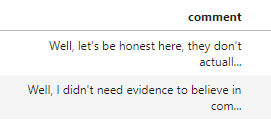 comment
Well, let's be honest here, they don't
actuall...
Well, I didn't need evidence to believe in
com...